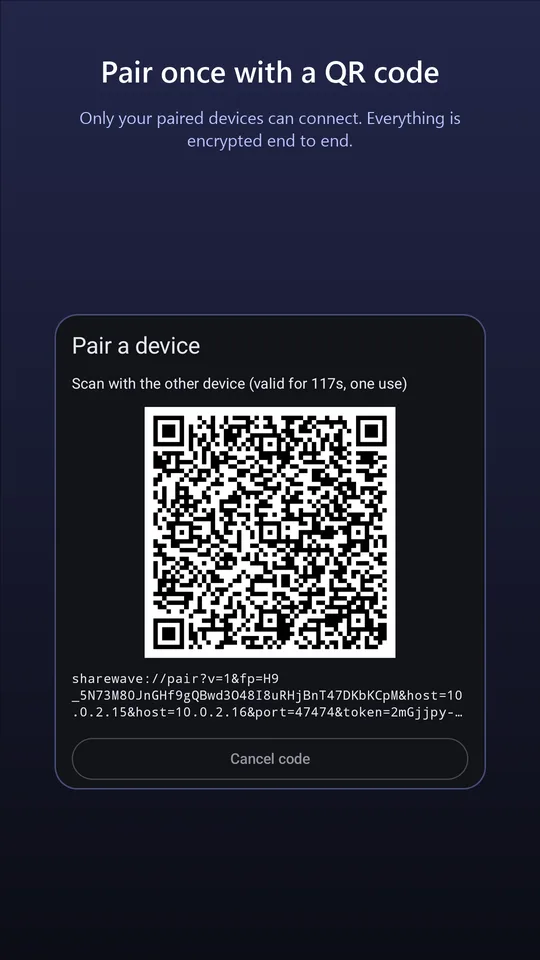 Pair once with a QR code
Only your paired devices can connect. Everything is
encrypted end to end.
Pair a device
Scan with the other device (valid for 117s, one use)
sharewave://pair?v=1&fp=H9
_5N73M8OJnGHf9gQBwd3O48I8uRHjBnT47DKbKCpM&host=10
.0.2.15&host=10.0.2.16&port=47474&token=2mGjjpy-…
Cancel code